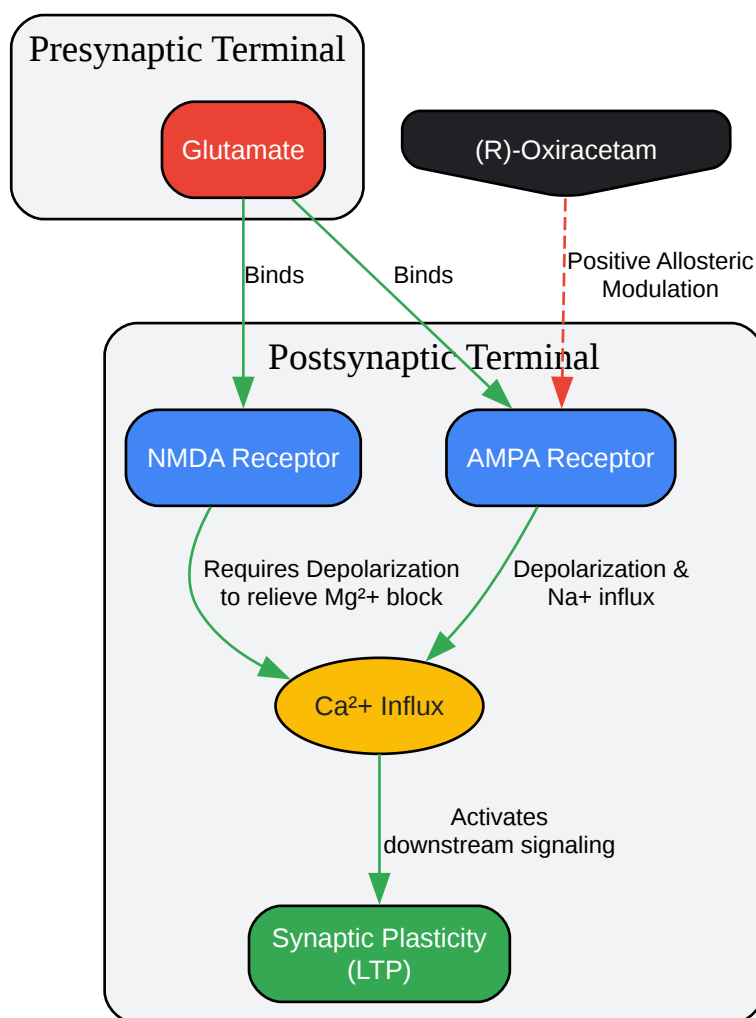 Presynaptic Terminal
Glutamate
(R)-Oxiracetam
Binds
Binds
Positive Allosteric
Modulation
Postsynaptic Terminal
NMDA Receptor
AMPA Receptor
Requires Depolarization
to relieve Mg²+ block
Depolarization &
Na+ influx
Ca²+ Influx
Activates
downstream signaling
Synaptic Plasticity
(LTP)